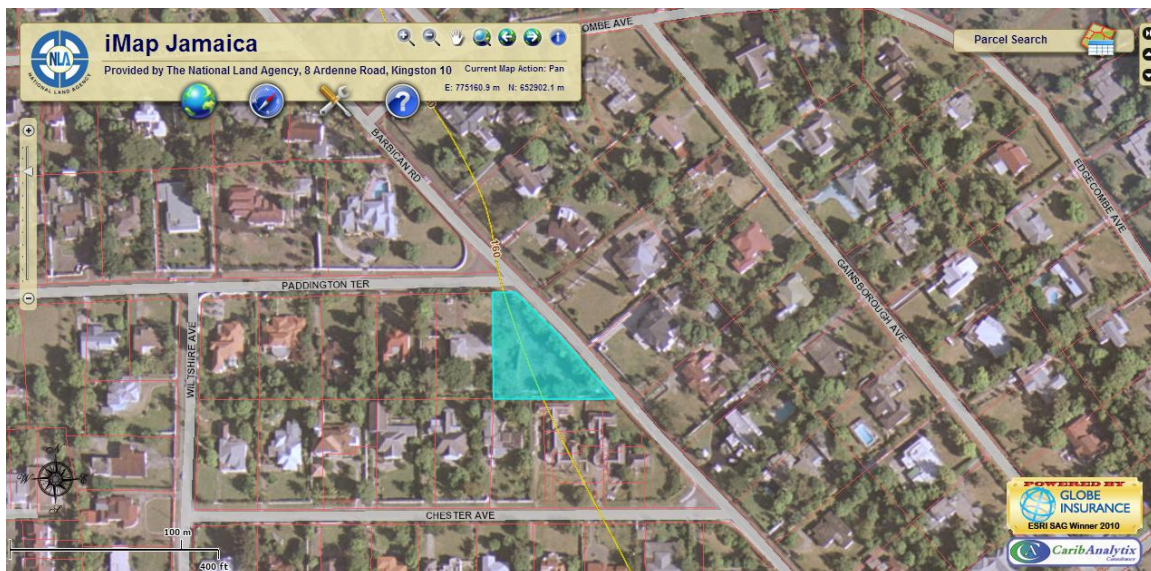 iMap Jamaica
Provided by The National Land Agency, 8 Ardenne Road, Kingston 10
Current Map Action: Pan
E: 775160.9 m N: 652902.1 m
NLA
NATIONAL LAND AGENCY
Parcel Search
OMBE AVE
BARBICAN RD
EDGECOMBE AVE
160
GAINSBOROUGH AVE
PADDINGTON TER
WILTSHIRE AVE
CHESTER AVE
100 m
400 ft
POWERED BY
GLOBE
INSURANCE
ESRI SAG Winner 2010
CaribAnalytix